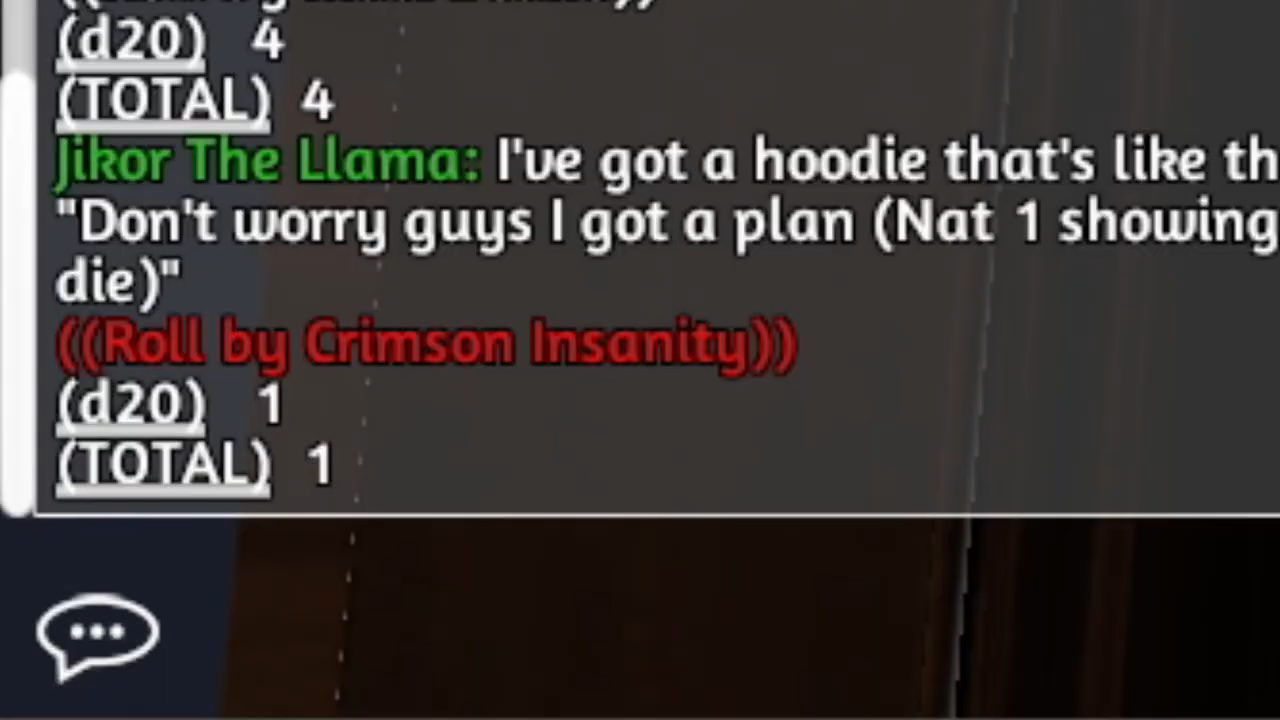 (d20) 4
(TOTAL) 4
Jikor The Llama: I've got a hoodie that's like
"Don't worry guys I got a plan (Nat 1 showing
die)"
((Roll by Crimson Insanity))
(d20) 1
(TOTAL) 1